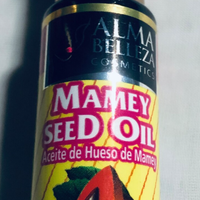 ALMA
BELLEZA
COSMETICS
MAMEY
SEED OIL
Aceite de Hueso de Mamey